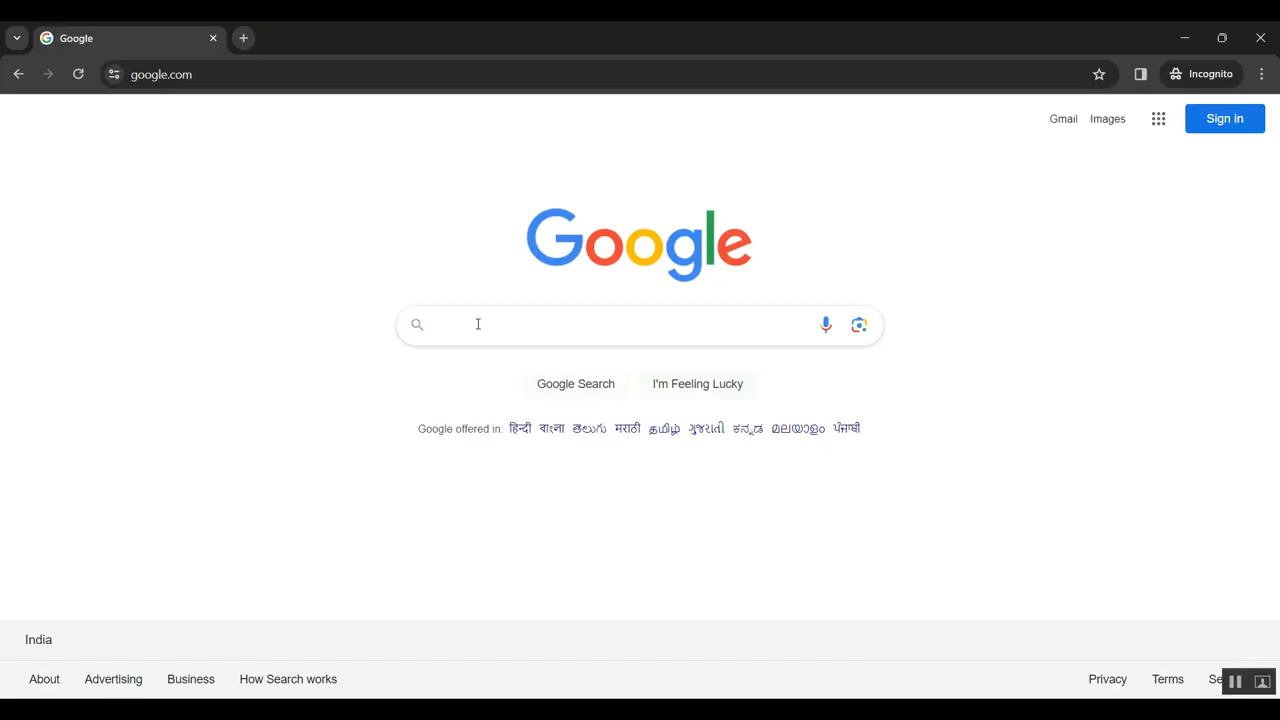 Google
google.com
Incognito
Gmail Images Sign in
Google
Google Search I'm Feeling Lucky
Google offered in: हिन्दी বাংলা తెలుగు मराठी தமிழ் ગુજરાતી ಕನ್ನಡ മലയാളം ਪੰਜਾਬੀ
India
About Advertising Business How Search works Privacy Terms Se